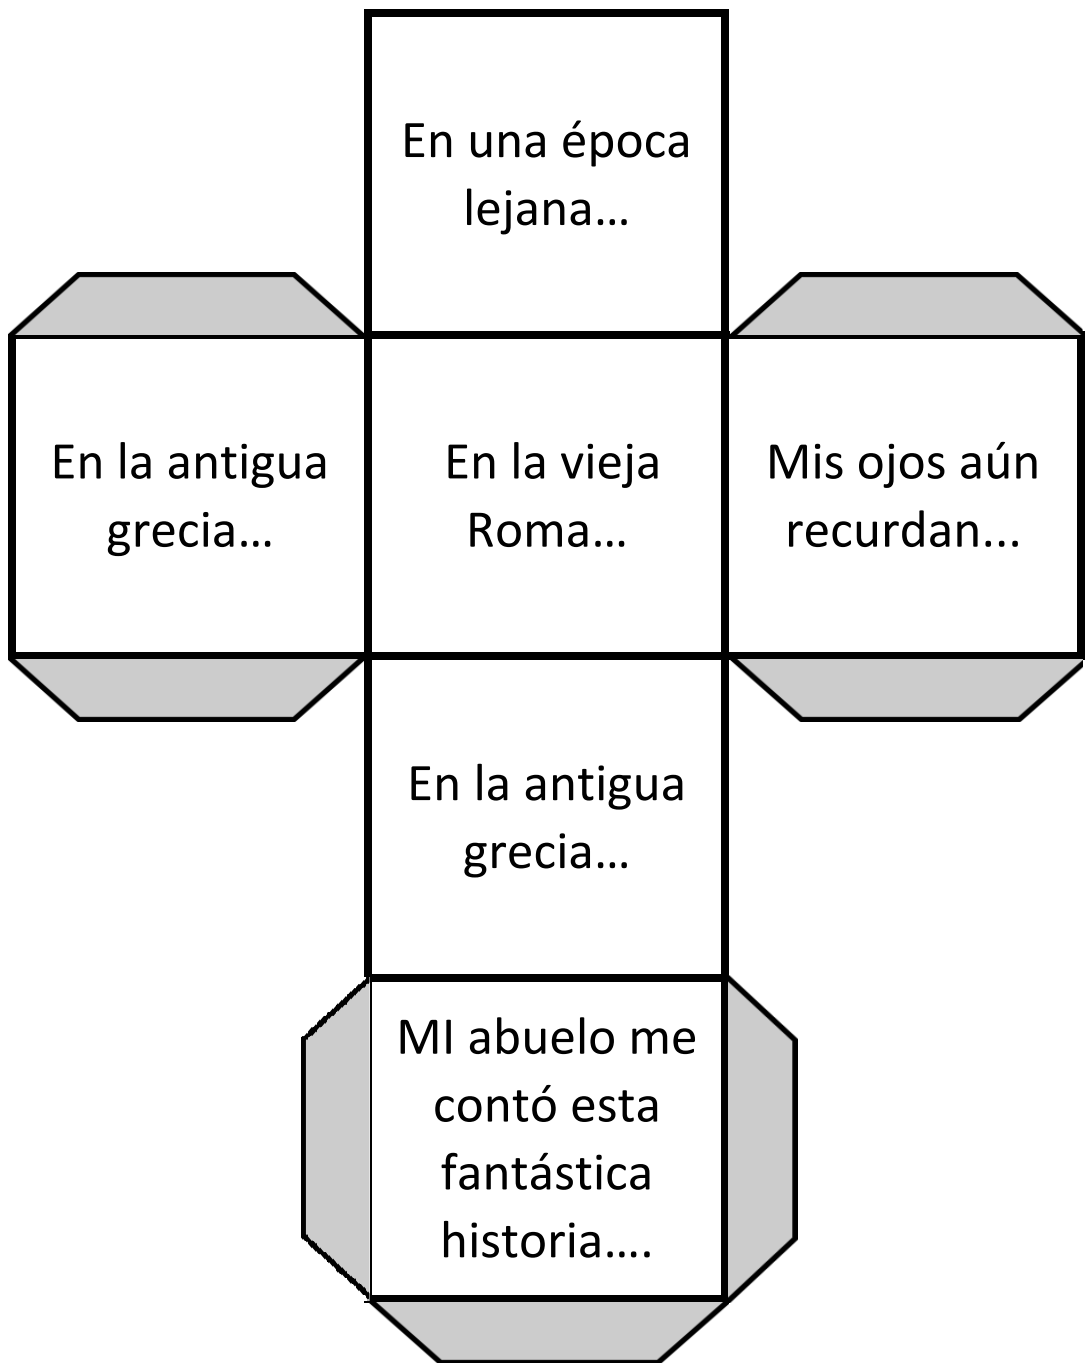 En una época
lejana...
En la antigua
grecia...
En la vieja
Roma...
Mis ojos aún
recurdan...
En la antigua
grecia...
MI abuelo me
contó esta
fantástica
historia....